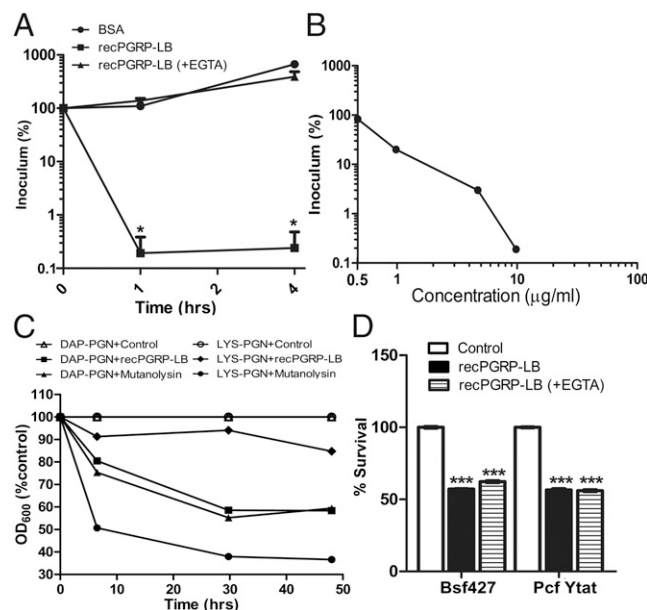 A
BSA
recPGRP-LB
recPGRP-LB (+EGTA)
Inoculum (%)
1000
100
10
1
0.1
*
*
0
1
2
4
Time (hrs)
B
Inoculum (%)
1000
100
10
1
0.1
0.5
1
10
100
Concentration (μg/ml)
C
DAP-PGN+Control
LYS-PGN+Control
DAP-PGN+recPGRP-LB
LYS-PGN+recPGRP-LB
DAP-PGN+Mutanolysin
LYS-PGN+Mutanolysin
OD600 (%control)
110
100
90
80
70
60
50
40
30
0
10
20
30
40
50
Time (hrs)
D
Control
recPGRP-LB
recPGRP-LB (+EGTA)
% Survival
150
100
50
0
***
***
***
***
Bsf427
Pcf Ytat